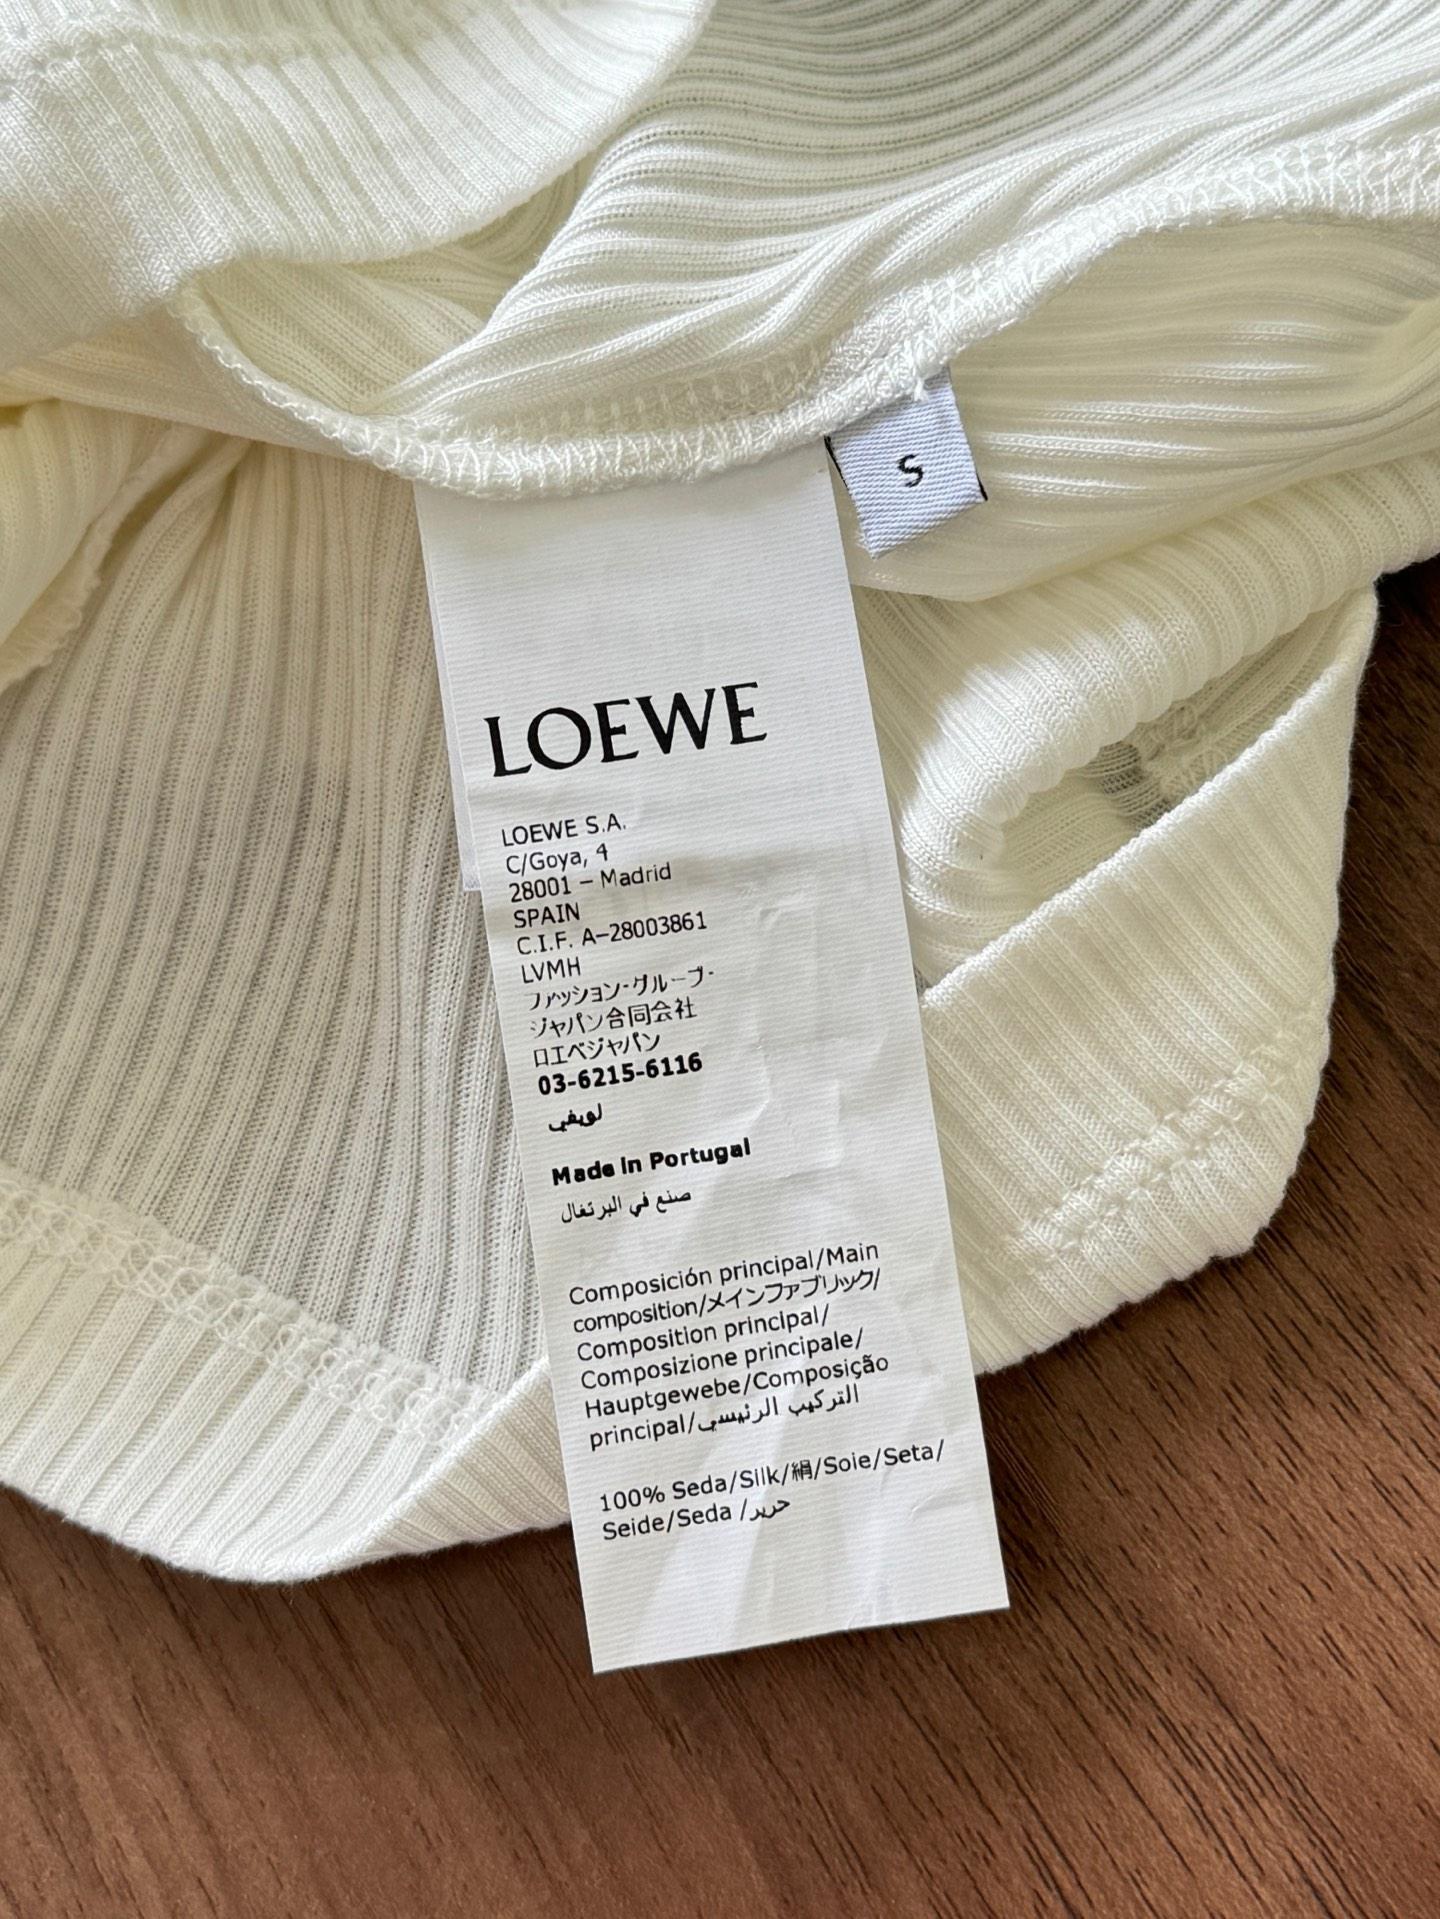 S
LOEWE
LOEWE S.A.
C/Goya, 4
28001 – Madrid
SPAIN
C.I.F. A–28003861
LVMH
ファッション・グループ・
ジャパン合同会社
ロエベジャパン
03-6215-6116
لويفي
Made in Portugal
صنع في البرتغال
Composición principal/Main
composition/メインファブリック/
Composition principal/
Composizione principale/
Hauptgewebe/Composição
principal/التركيب الرئيسي
100% Seda/Silk/絹/Soie/Seta/
Seide/Seda /حرير